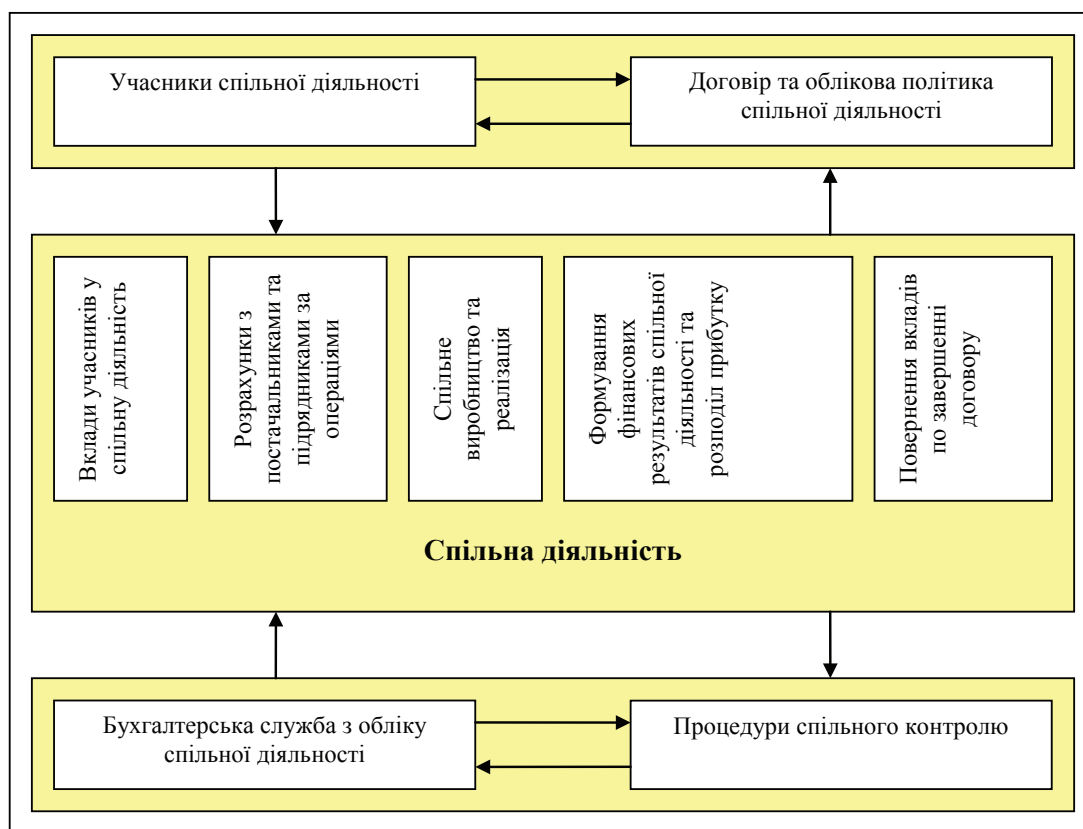 Учасники спільної діяльності
Договір та облікова політика
спільної діяльності
Вклади учасників у
спільну діяльність
Розрахунки з
постачальниками та
підрядниками за
операціями
Спільне
виробництво та
реалізація
Формування
фінансових
результатів спільної
діяльності та
розподіл прибутку
Повернення вкладів
по завершенні
договору
Спільна діяльність
Бухгалтерська служба з обліку
спільної діяльності
Процедури спільного контролю